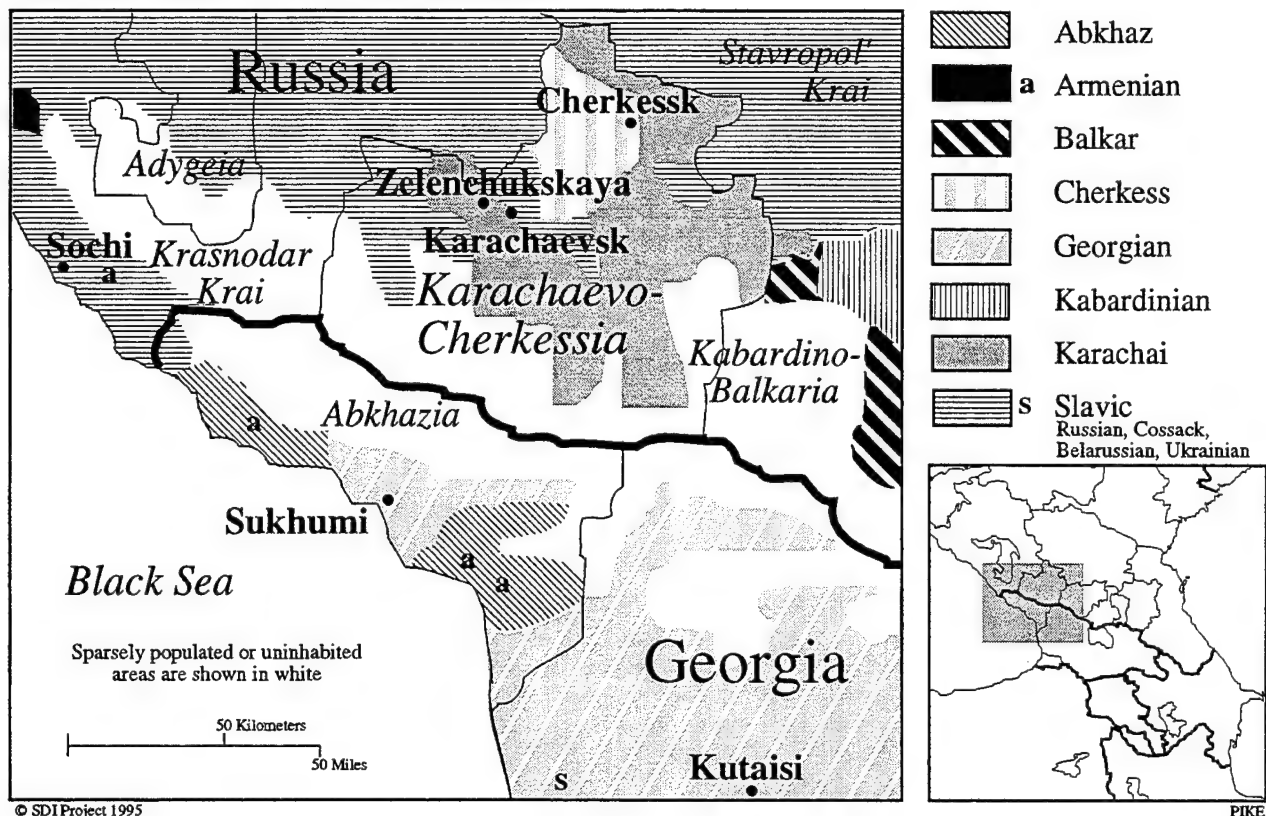 Russia
Stavropol'
Krai
Cherkessk
Adygeia
Zelenchukskaya
Karachaevsk
Sochi
a
Krasnodar
Krai
Karachaevo-
Cherkessia
Kabardino-
Balkaria
Abkhazia
a
Sukhumi
a
a
Black Sea
Georgia
Sparsely populated or uninhabited
areas are shown in white
50 Kilometers
50 Miles
s
Kutaisi
Abkhaz
a Armenian
Balkar
Cherkess
Georgian
Kabardinian
Karachai
s Slavic
Russian, Cossack,
Belarussian, Ukrainian
© SDI Project 1995
PIKE